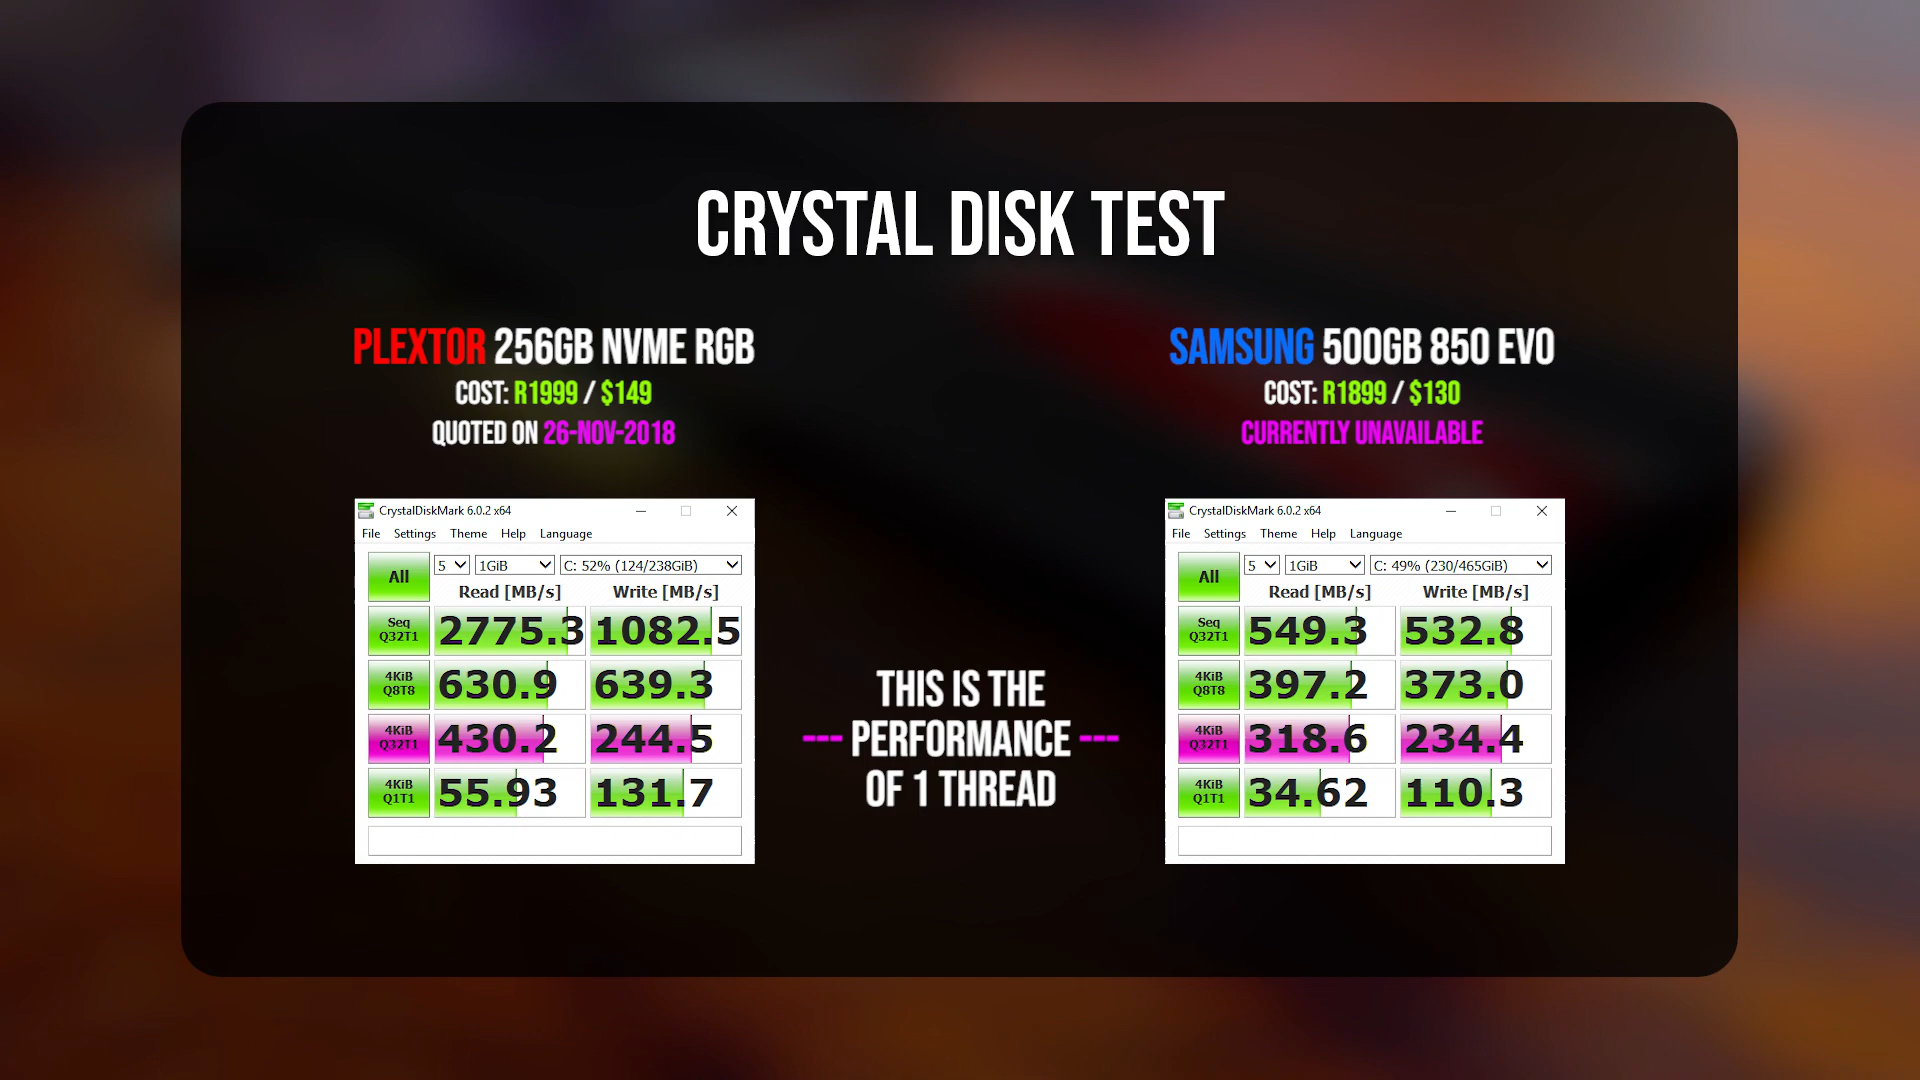 CRYSTAL DISK TEST
PLEXTOR 256GB NVME RGB
COST: R1999 / $149
QUOTED ON 26-NOV-2018
CrystalDiskMark 6.0.2 x64
File Settings Theme Help Language
All 5 1GiB C: 52% (124/238GiB)
Read [MB/s] Write [MB/s]
Seq
Q32T1 2775.3 1082.5
4KiB
Q8T8 630.9 639.3
4KiB
Q32T1 430.2 244.5
4KiB
Q1T1 55.93 131.7
THIS IS THE
--- PERFORMANCE ---
OF 1 THREAD
SAMSUNG 500GB 850 EVO
COST: R1899 / $130
CURRENTLY UNAVAILABLE
CrystalDiskMark 6.0.2 x64
File Settings Theme Help Language
All 5 1GiB C: 49% (230/465GiB)
Read [MB/s] Write [MB/s]
Seq
Q32T1 549.3 532.8
4KiB
Q8T8 397.2 373.0
4KiB
Q32T1 318.6 234.4
4KiB
Q1T1 34.62 110.3